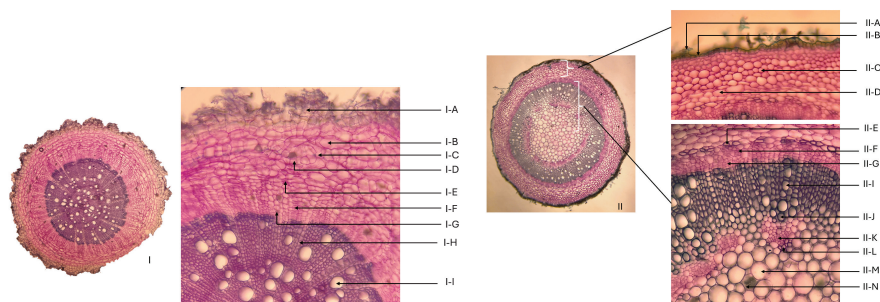 I
I-A
I-B
I-C
I-D
I-E
I-F
I-G
I-H
I-I
II
II-A
II-B
II-C
II-D
II-E
II-F
II-G
II-I
II-J
II-K
II-L
II-M
II-N